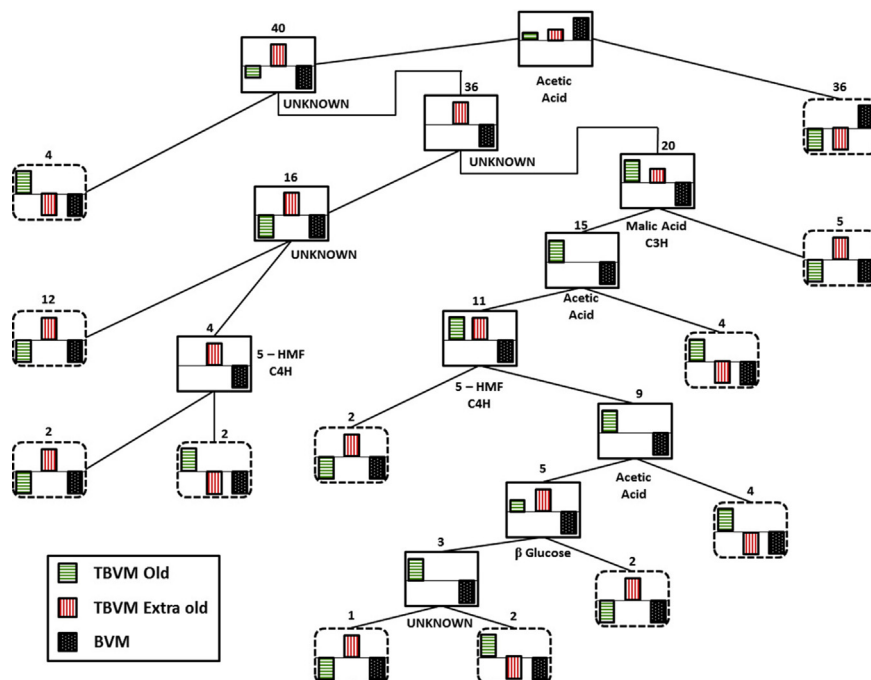 40
Acetic
Acid
UNKNOWN
36
36
UNKNOWN
20
4
16
Malic Acid
C3H
5
UNKNOWN
15
12
Acetic
Acid
11
4
4
5 – HMF
C4H
5 – HMF
C4H
9
2
2
2
5
Acetic
Acid
4
β Glucose
3
2
TBVM Old
TBVM Extra old
BVM
UNKNOWN
1
2